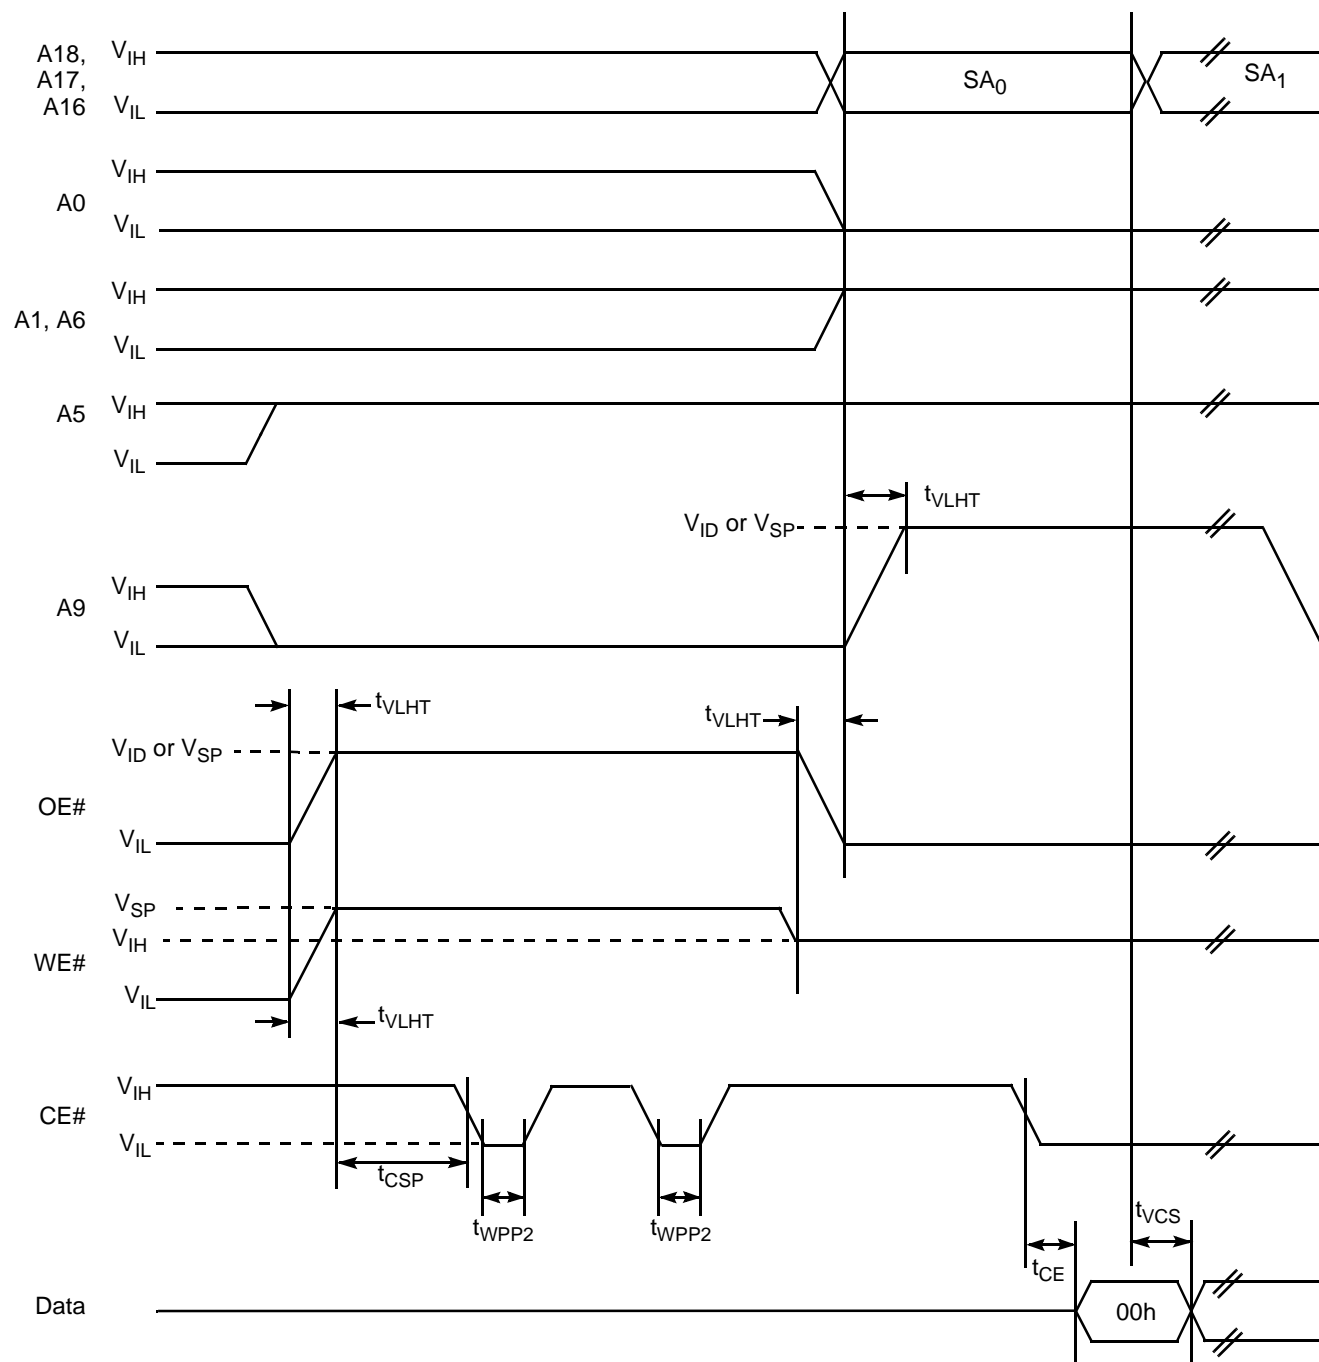 A18, V_IH
A17,
A16 V_IL
SA_0
SA_1
V_IH
A0
V_IL
V_IH
A1, A6
V_IL
V_IH
A5
V_IL
t_VLHT
V_ID or V_SP
V_IH
A9
V_IL
t_VLHT
t_VLHT
V_ID or V_SP
OE#
V_IL
V_SP
V_IH
WE#
V_IL
t_VLHT
V_IH
CE#
V_IL
t_CSP
t_WPP2
t_WPP2
t_VCS
t_CE
Data
00h